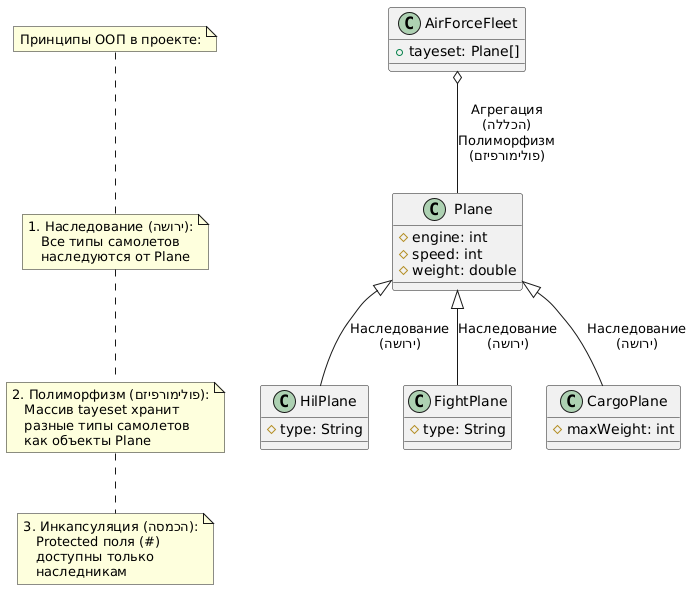 Принципы ООП в проекте:
1. Наследование (ירושה):
Все типы самолетов
наследуются от Plane
2. Полиморфизм (פולימורפיזם):
Массив tayeset хранит
разные типы самолетов
как объекты Plane
3. Инкапсуляция (הכמסה):
Protected поля (#)
доступны только
наследникам
C AirForceFleet
tayeset: Plane[]
Агрегация
(הכללה)
Полиморфизм
(פולימורפיזם)
C Plane
engine: int
speed: int
weight: double
Наследование
(ירושה)
Наследование
(ירושה)
Наследование
(ירושה)
C HilPlane
type: String
C FightPlane
type: String
C CargoPlane
maxWeight: int